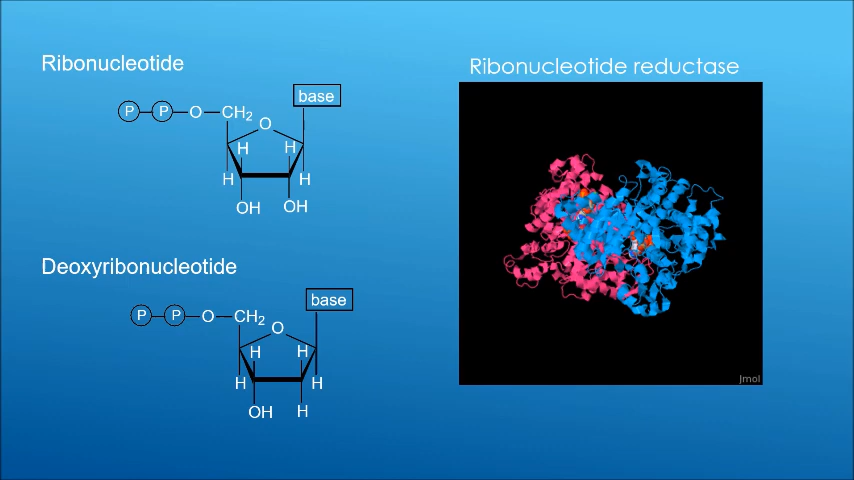 Ribonucleotide
P P O CH2 base
O
H H
H H
OH OH
Deoxyribonucleotide
P P O CH2 base
O
H H
H H
OH H
Ribonucleotide reductase
Jmol